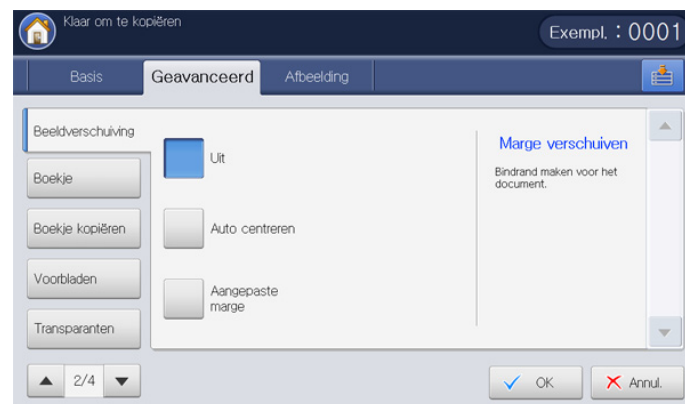 Klaar om te kopiëren
Exempl. : 0001
Basis
Geavanceerd
Afbeelding
Beeldverschuiving
Boekje
Boekje kopiëren
Voorbladen
Transparanten
2/4
Uit
Auto centreren
Aangepaste
marge
Marge verschuiven
Bindrand maken voor het
document.
OK
Annul.